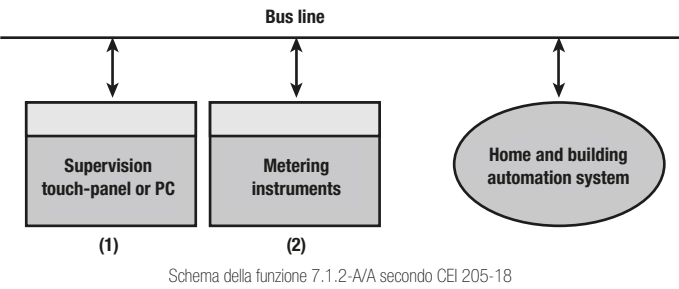 Bus line
Supervision
touch-panel or PC
Metering
instruments
Home and building
automation system
(1)
(2)
Schema della funzione 7.1.2-A/A secondo CEI 205-18